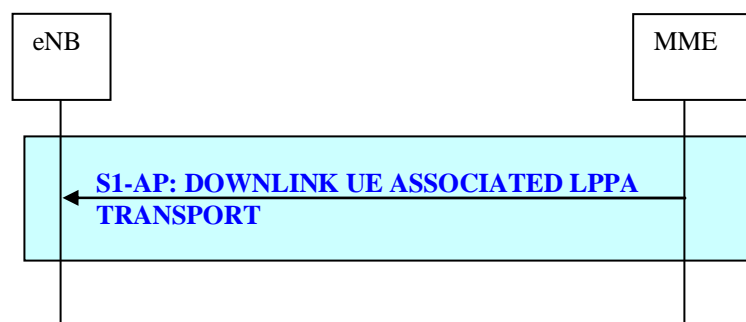 eNB
MME
S1-AP: DOWNLINK UE ASSOCIATED LPPA
TRANSPORT